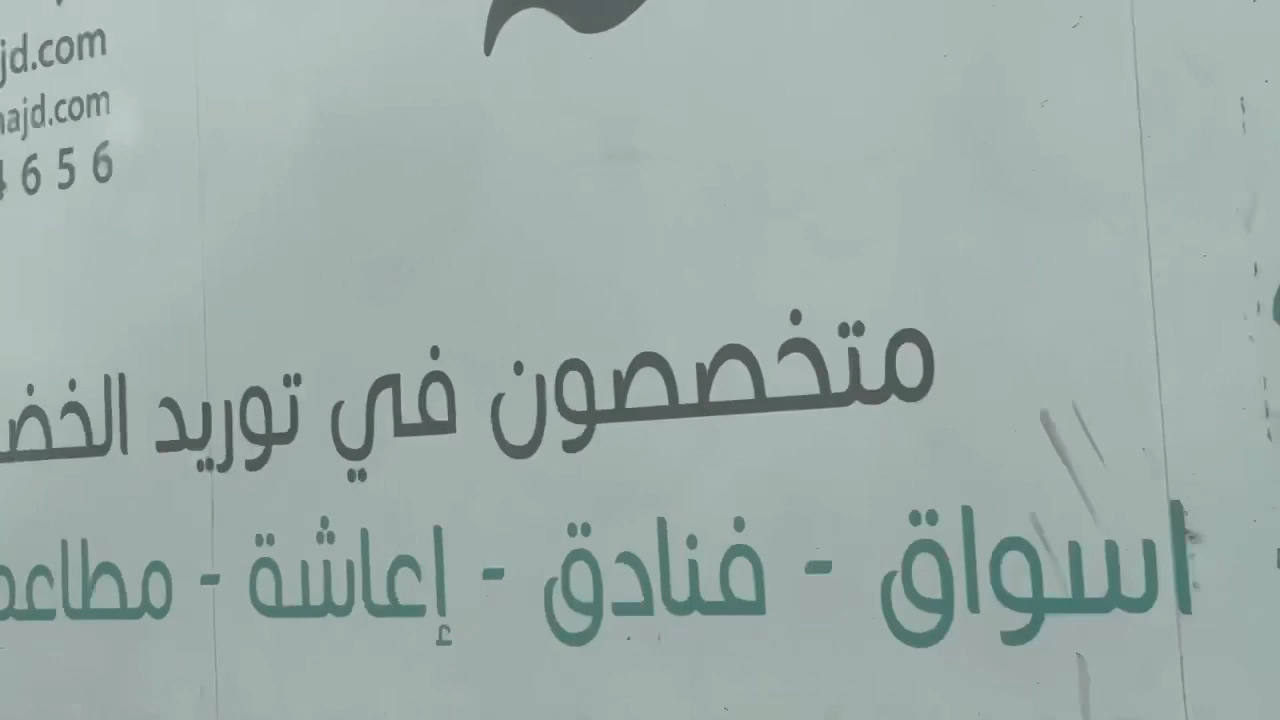 jd.com
ajd.com
656
متخصصون في توريد
اسواق - فنادق - إعاشة -